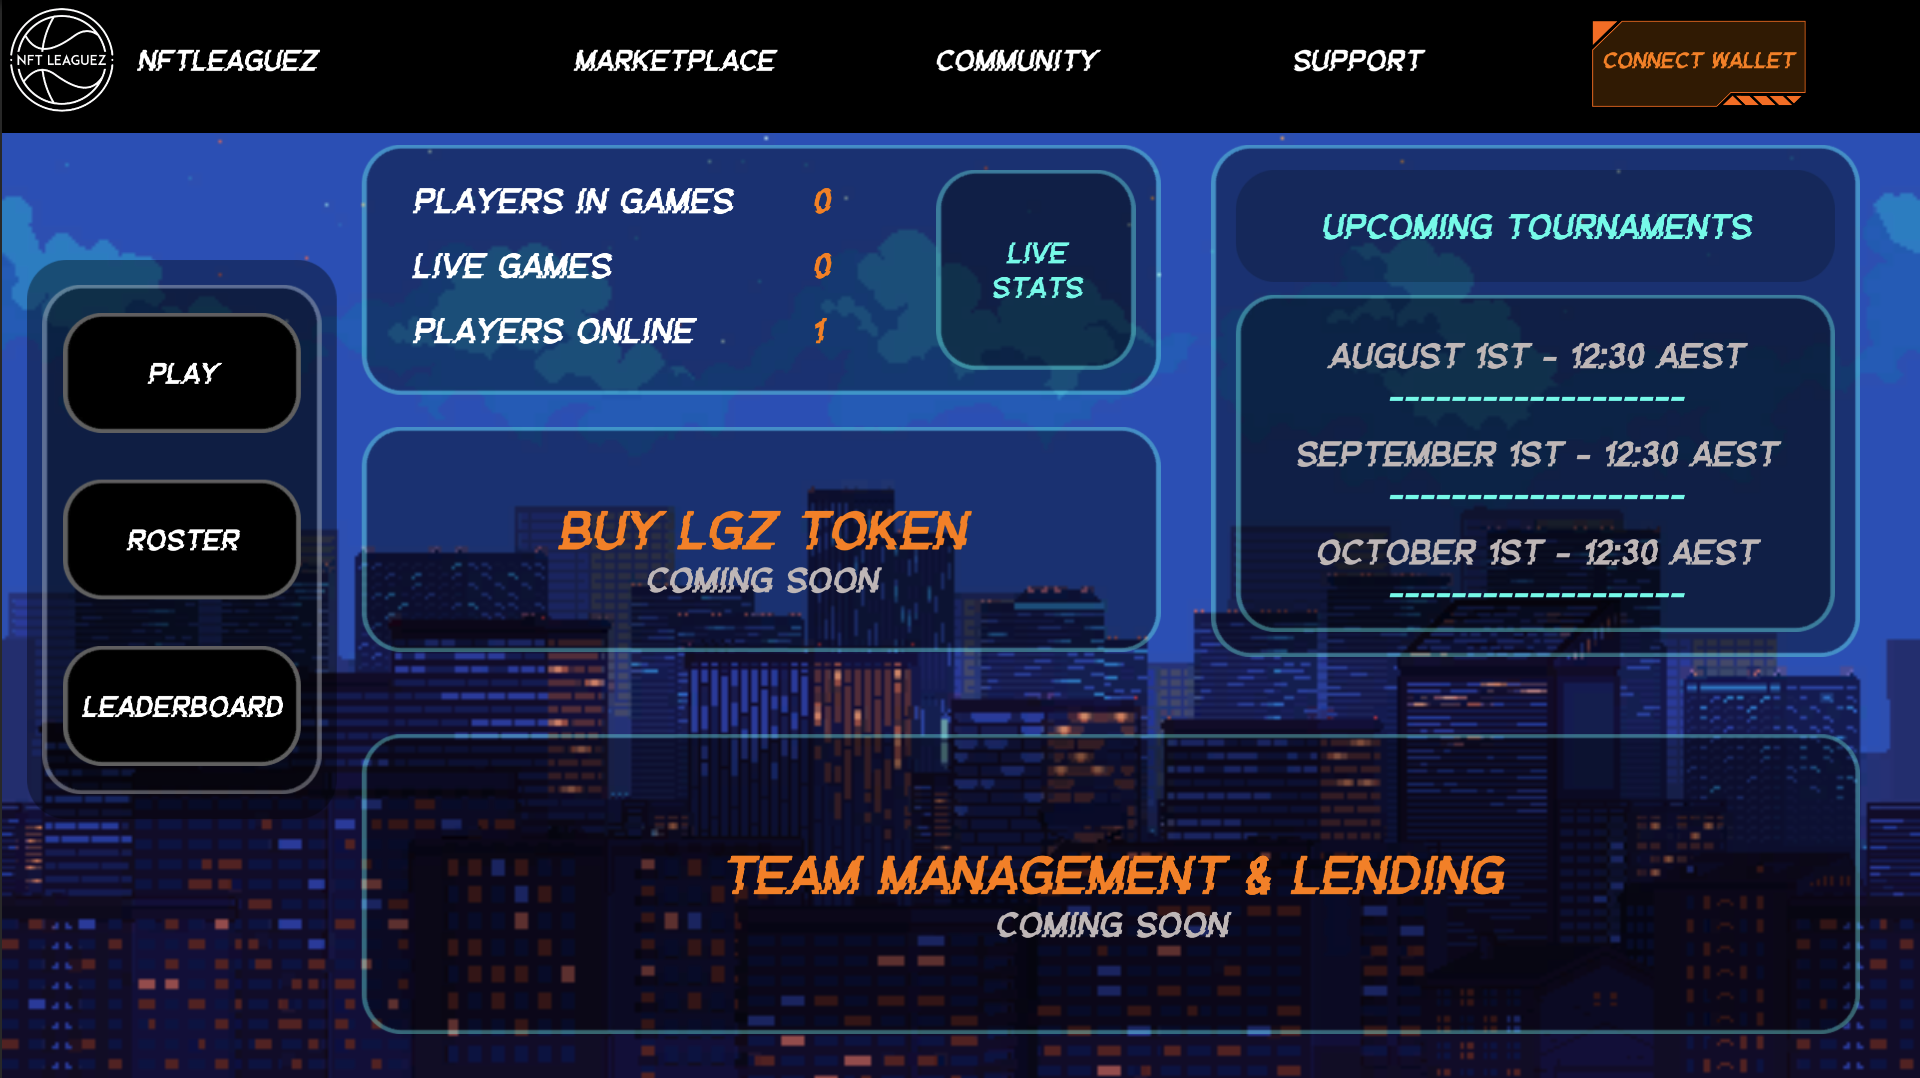 NFT LEAGUEZ
NFTLEAGUEZ
MARKETPLACE
COMMUNITY
SUPPORT
CONNECT WALLET
PLAY
ROSTER
LEADERBOARD
PLAYERS IN GAMES 0
LIVE GAMES 0
PLAYERS ONLINE 1
LIVE
STATS
UPCOMING TOURNAMENTS
AUGUST 1ST - 12:30 AEST
-------------------
SEPTEMBER 1ST - 12:30 AEST
-------------------
OCTOBER 1ST - 12:30 AEST
-------------------
BUY LGZ TOKEN
COMING SOON
TEAM MANAGEMENT & LENDING
COMING SOON